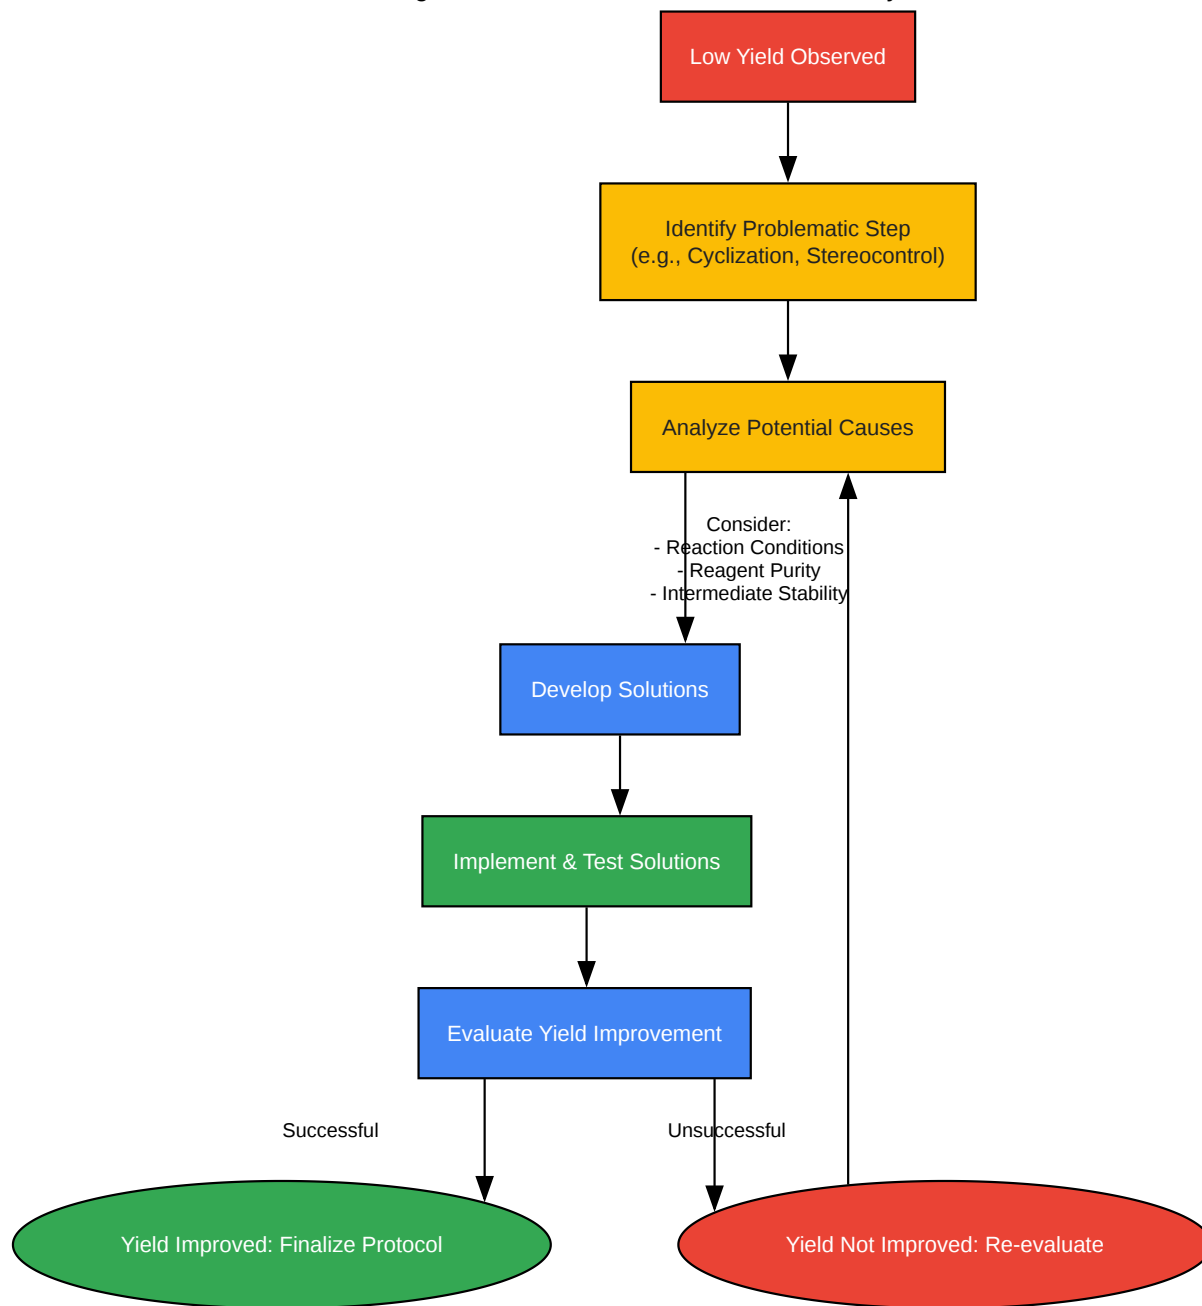 Low Yield Observed
Identify Problematic Step
(e.g., Cyclization, Stereocontrol)
Analyze Potential Causes
Consider:
- Reaction Conditions
- Reagent Purity
- Intermediate Stability
Develop Solutions
Implement & Test Solutions
Evaluate Yield Improvement
Successful
Unsuccessful
Yield Improved: Finalize Protocol
Yield Not Improved: Re-evaluate